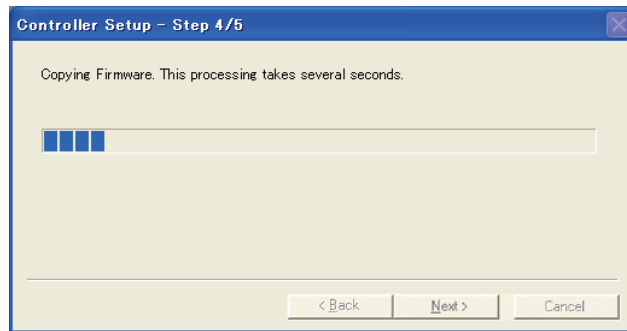 Controller Setup - Step 4/5
Copying Firmware. This processing takes several seconds.
< Back Next > Cancel